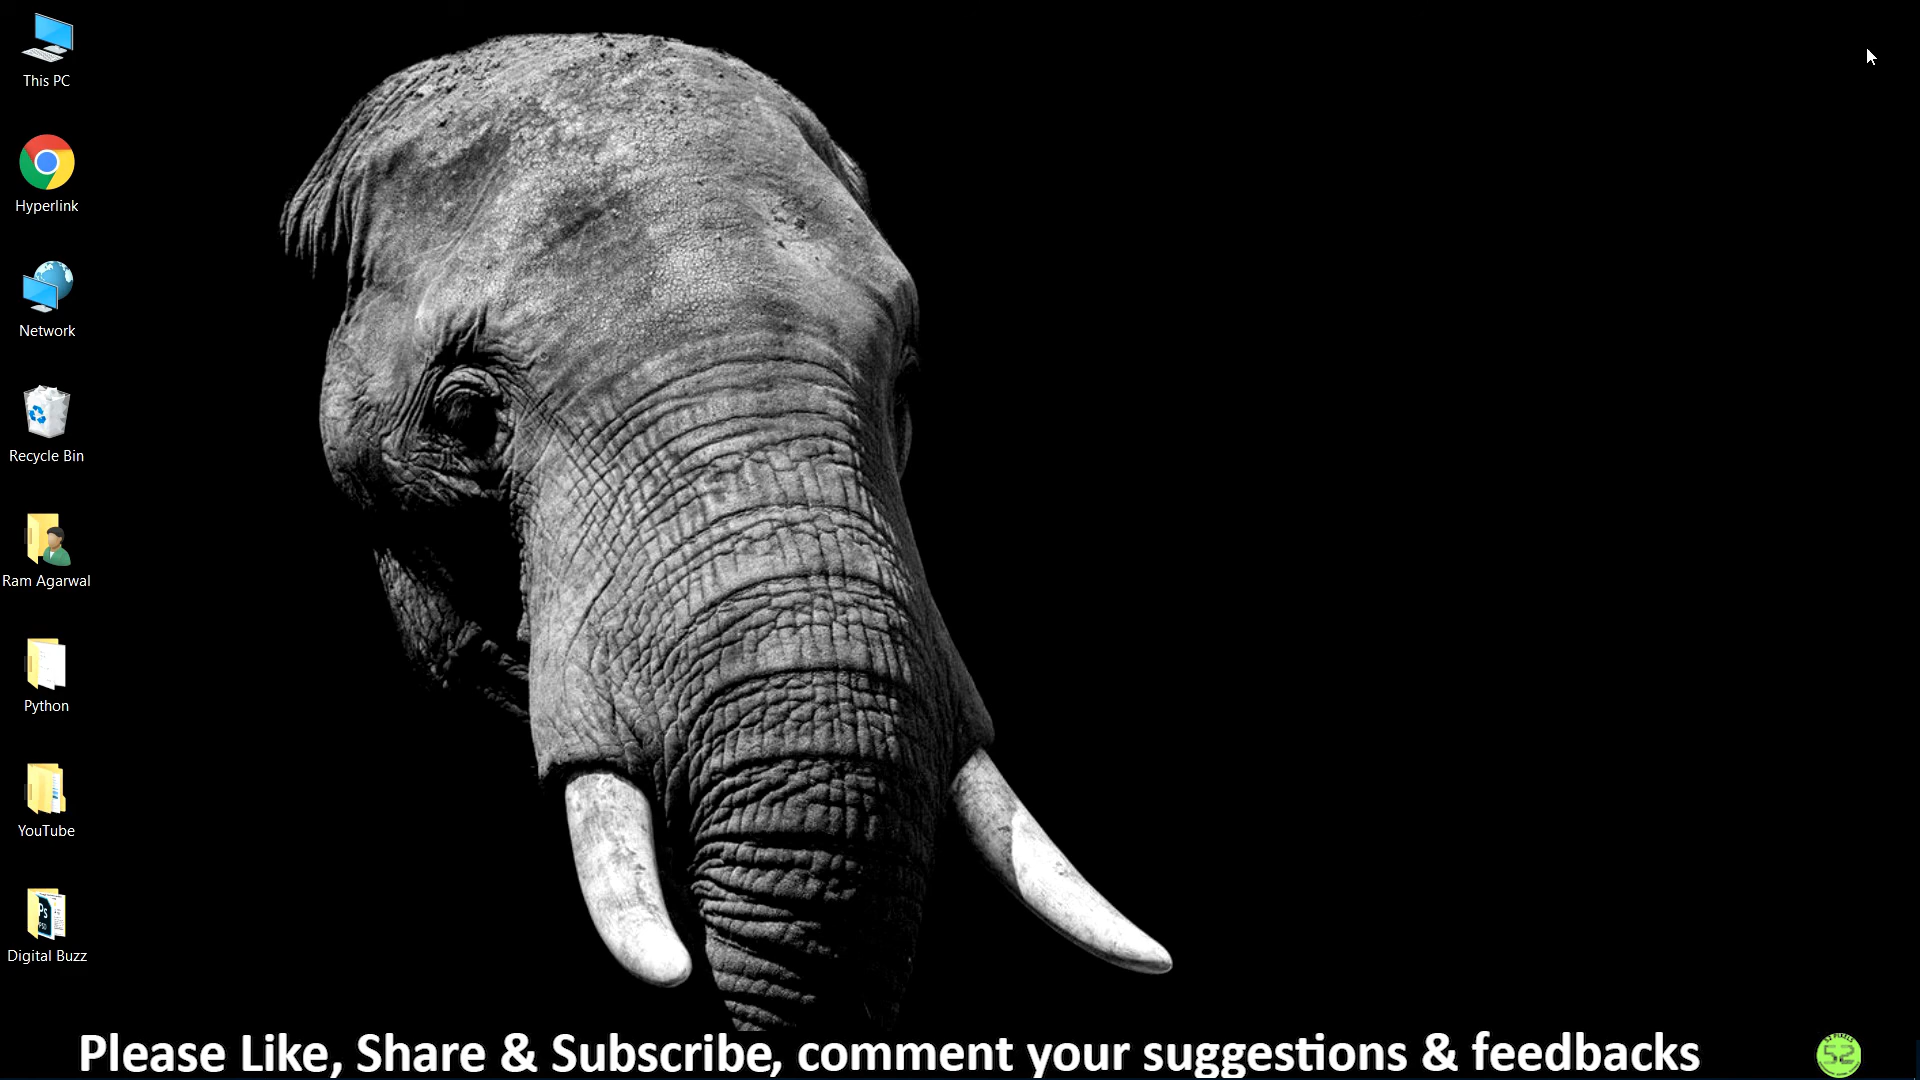 This PC
Hyperlink
Network
Recycle Bin
Ram Agarwal
Python
YouTube
Digital Buzz
Please Like, Share & Subscribe, comment your suggestions & feedbacks
52